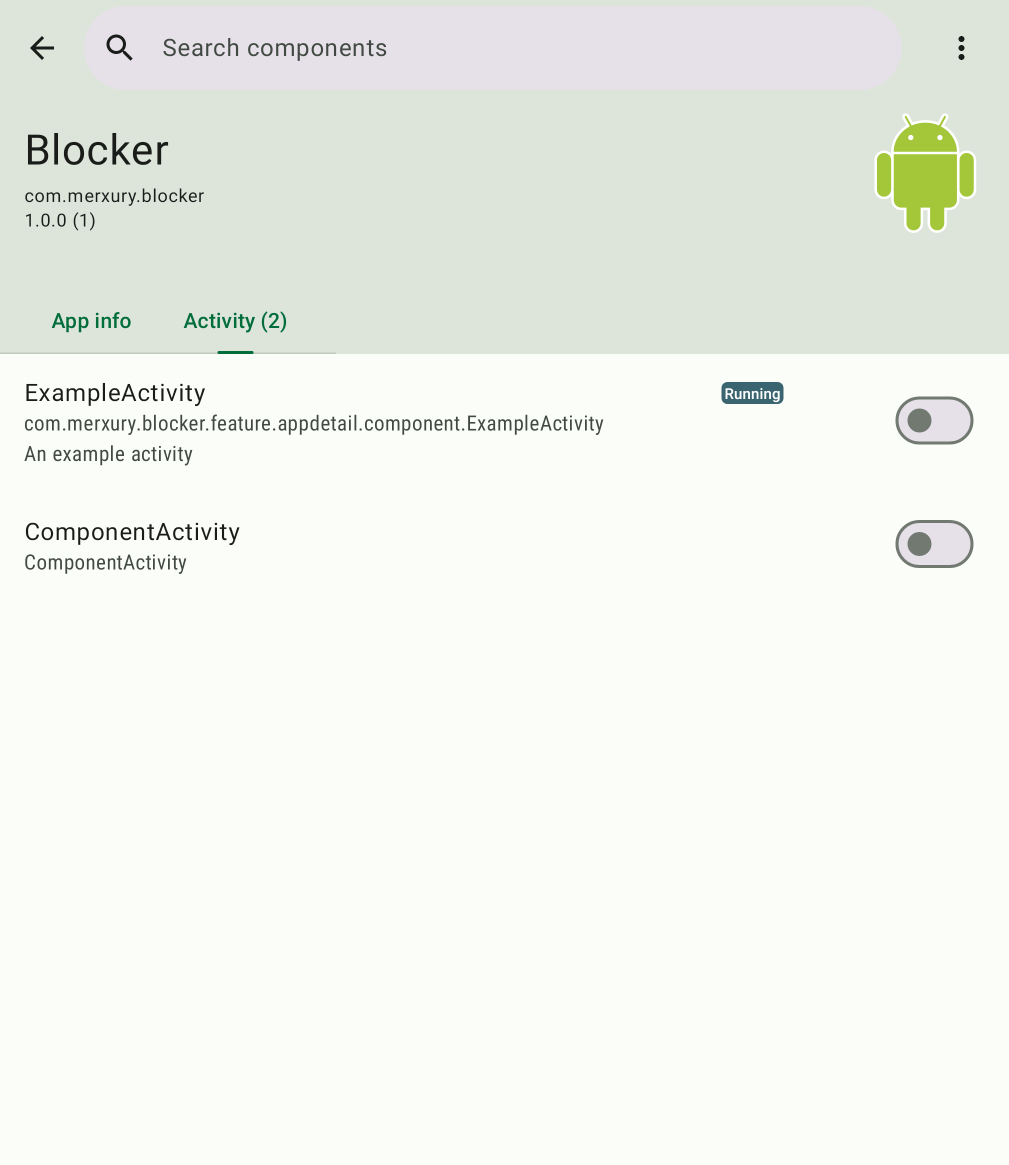 Search components
Blocker
com.merxury.blocker
1.0.0 (1)
App info
Activity (2)
ExampleActivity
Running
com.merxury.blocker.feature.appdetail.component.ExampleActivity
An example activity
ComponentActivity
ComponentActivity